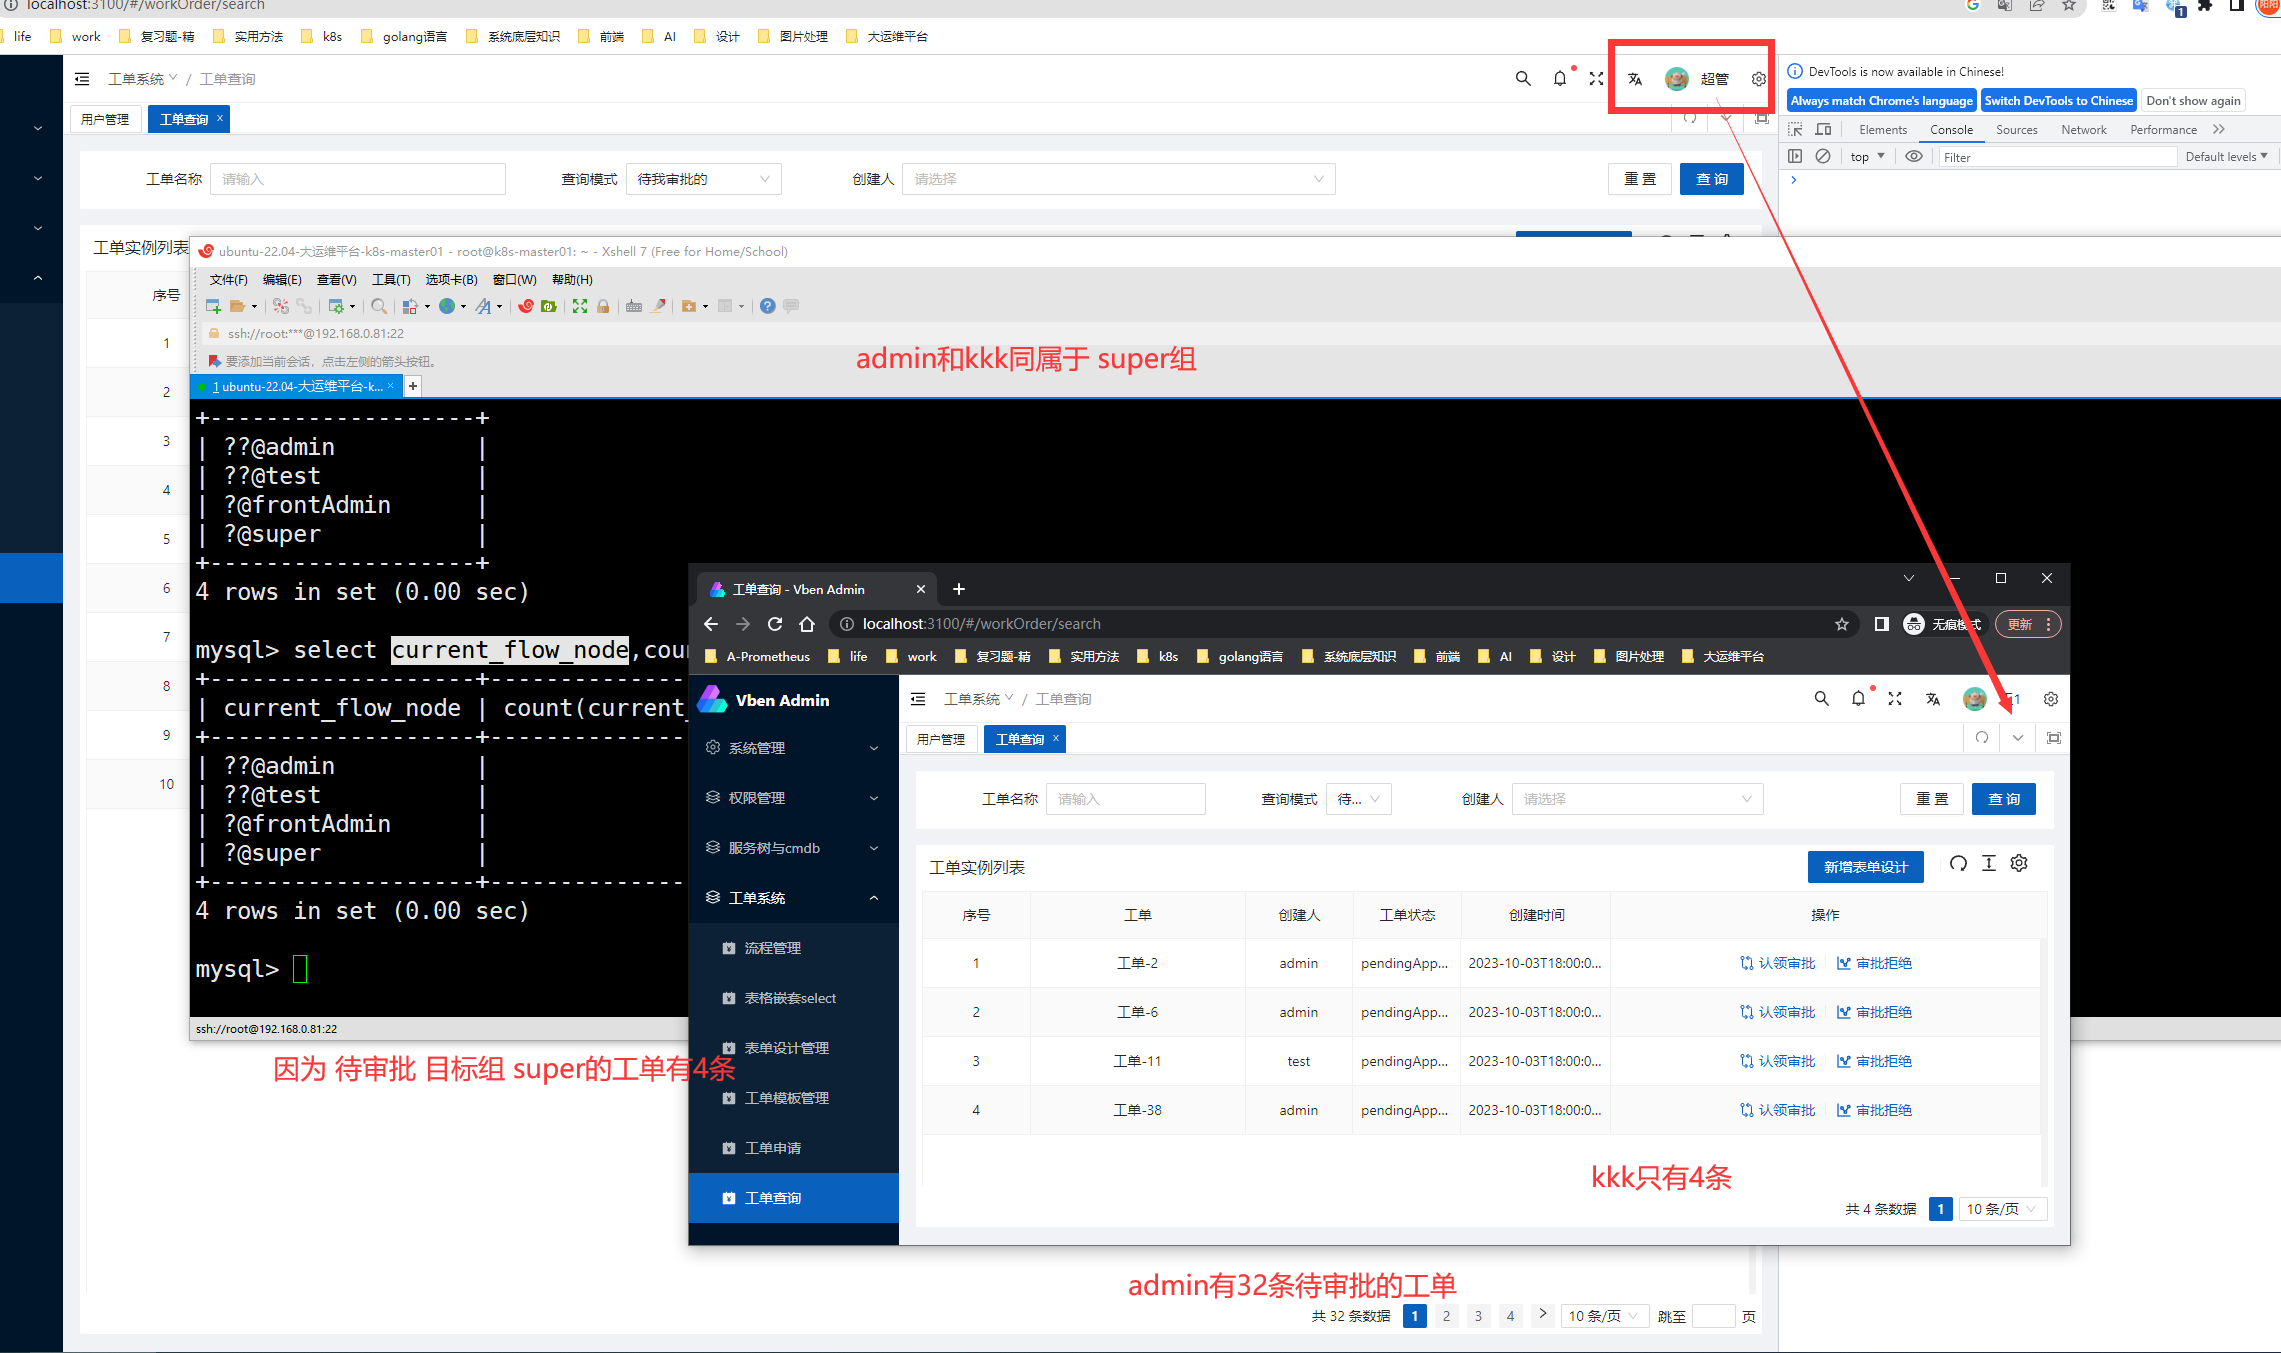 localhost:3100/#/workOrder/search
life work 复习题-精 实用方法 k8s golang语言 系统底层知识 前端 AI 设计 图片处理 大运维平台
工单系统 / 工单查询
超管
用户管理 工单查询 ×
工单名称 请输入 查询模式 待我审批的 创建人 请选择 重 置 查 询
工单实例列表
序号
1
2
3
4
5
6
7
8
9
10
DevTools is now available in Chinese!
Always match Chrome's language Switch DevTools to Chinese Don't show again
Elements Console Sources Network Performance
top Filter Default levels
ubuntu-22.04-大运维平台-k8s-master01 - root@k8s-master01: ~ - Xshell 7 (Free for Home/School)
文件(F) 编辑(E) 查看(V) 工具(T) 选项卡(B) 窗口(W) 帮助(H)
ssh://root:***@192.168.0.81:22
要添加当前会话，点击左侧的箭头按钮。
1 ubuntu-22.04-大运维平台-k... × +
admin和kkk同属于 super组
+-------------------+
| ??@admin |
| ??@test |
| ?@frontAdmin |
| ?@super |
+-------------------+
4 rows in set (0.00 sec)
mysql> select current_flow_node,cou
+-------------------+--------------
| current_flow_node | count(current_
+-------------------+--------------
| ??@admin |
| ??@test |
| ?@frontAdmin |
| ?@super |
+-------------------+--------------
4 rows in set (0.00 sec)
mysql>
ssh://root@192.168.0.81:22
因为 待审批 目标组 super的工单有4条
工单查询 - Vben Admin
localhost:3100/#/workOrder/search
无痕模式 更新
A-Prometheus life work 复习题-精 实用方法 k8s golang语言 系统底层知识 前端 AI 设计 图片处理 大运维平台
Vben Admin
系统管理
权限管理
服务树与cmdb
工单系统
流程管理
表格嵌套select
表单设计管理
工单模板管理
工单申请
工单查询
工单系统 / 工单查询
用户管理 工单查询 ×
工单名称 请输入 查询模式 待... 创建人 请选择 重 置 查 询
工单实例列表 新增表单设计
序号 工单 创建人 工单状态 创建时间 操作
1 工单-2 admin pendingApp... 2023-10-03T18:00:0... 认领审批 审批拒绝
2 工单-6 admin pendingApp... 2023-10-03T18:00:0... 认领审批 审批拒绝
3 工单-11 test pendingApp... 2023-10-03T18:00:0... 认领审批 审批拒绝
4 工单-38 admin pendingApp... 2023-10-03T18:00:0... 认领审批 审批拒绝
kkk只有4条
共 4 条数据 1 10 条/页
admin有32条待审批的工单
共 32 条数据 1 2 3 4 > 10 条/页 跳至 页